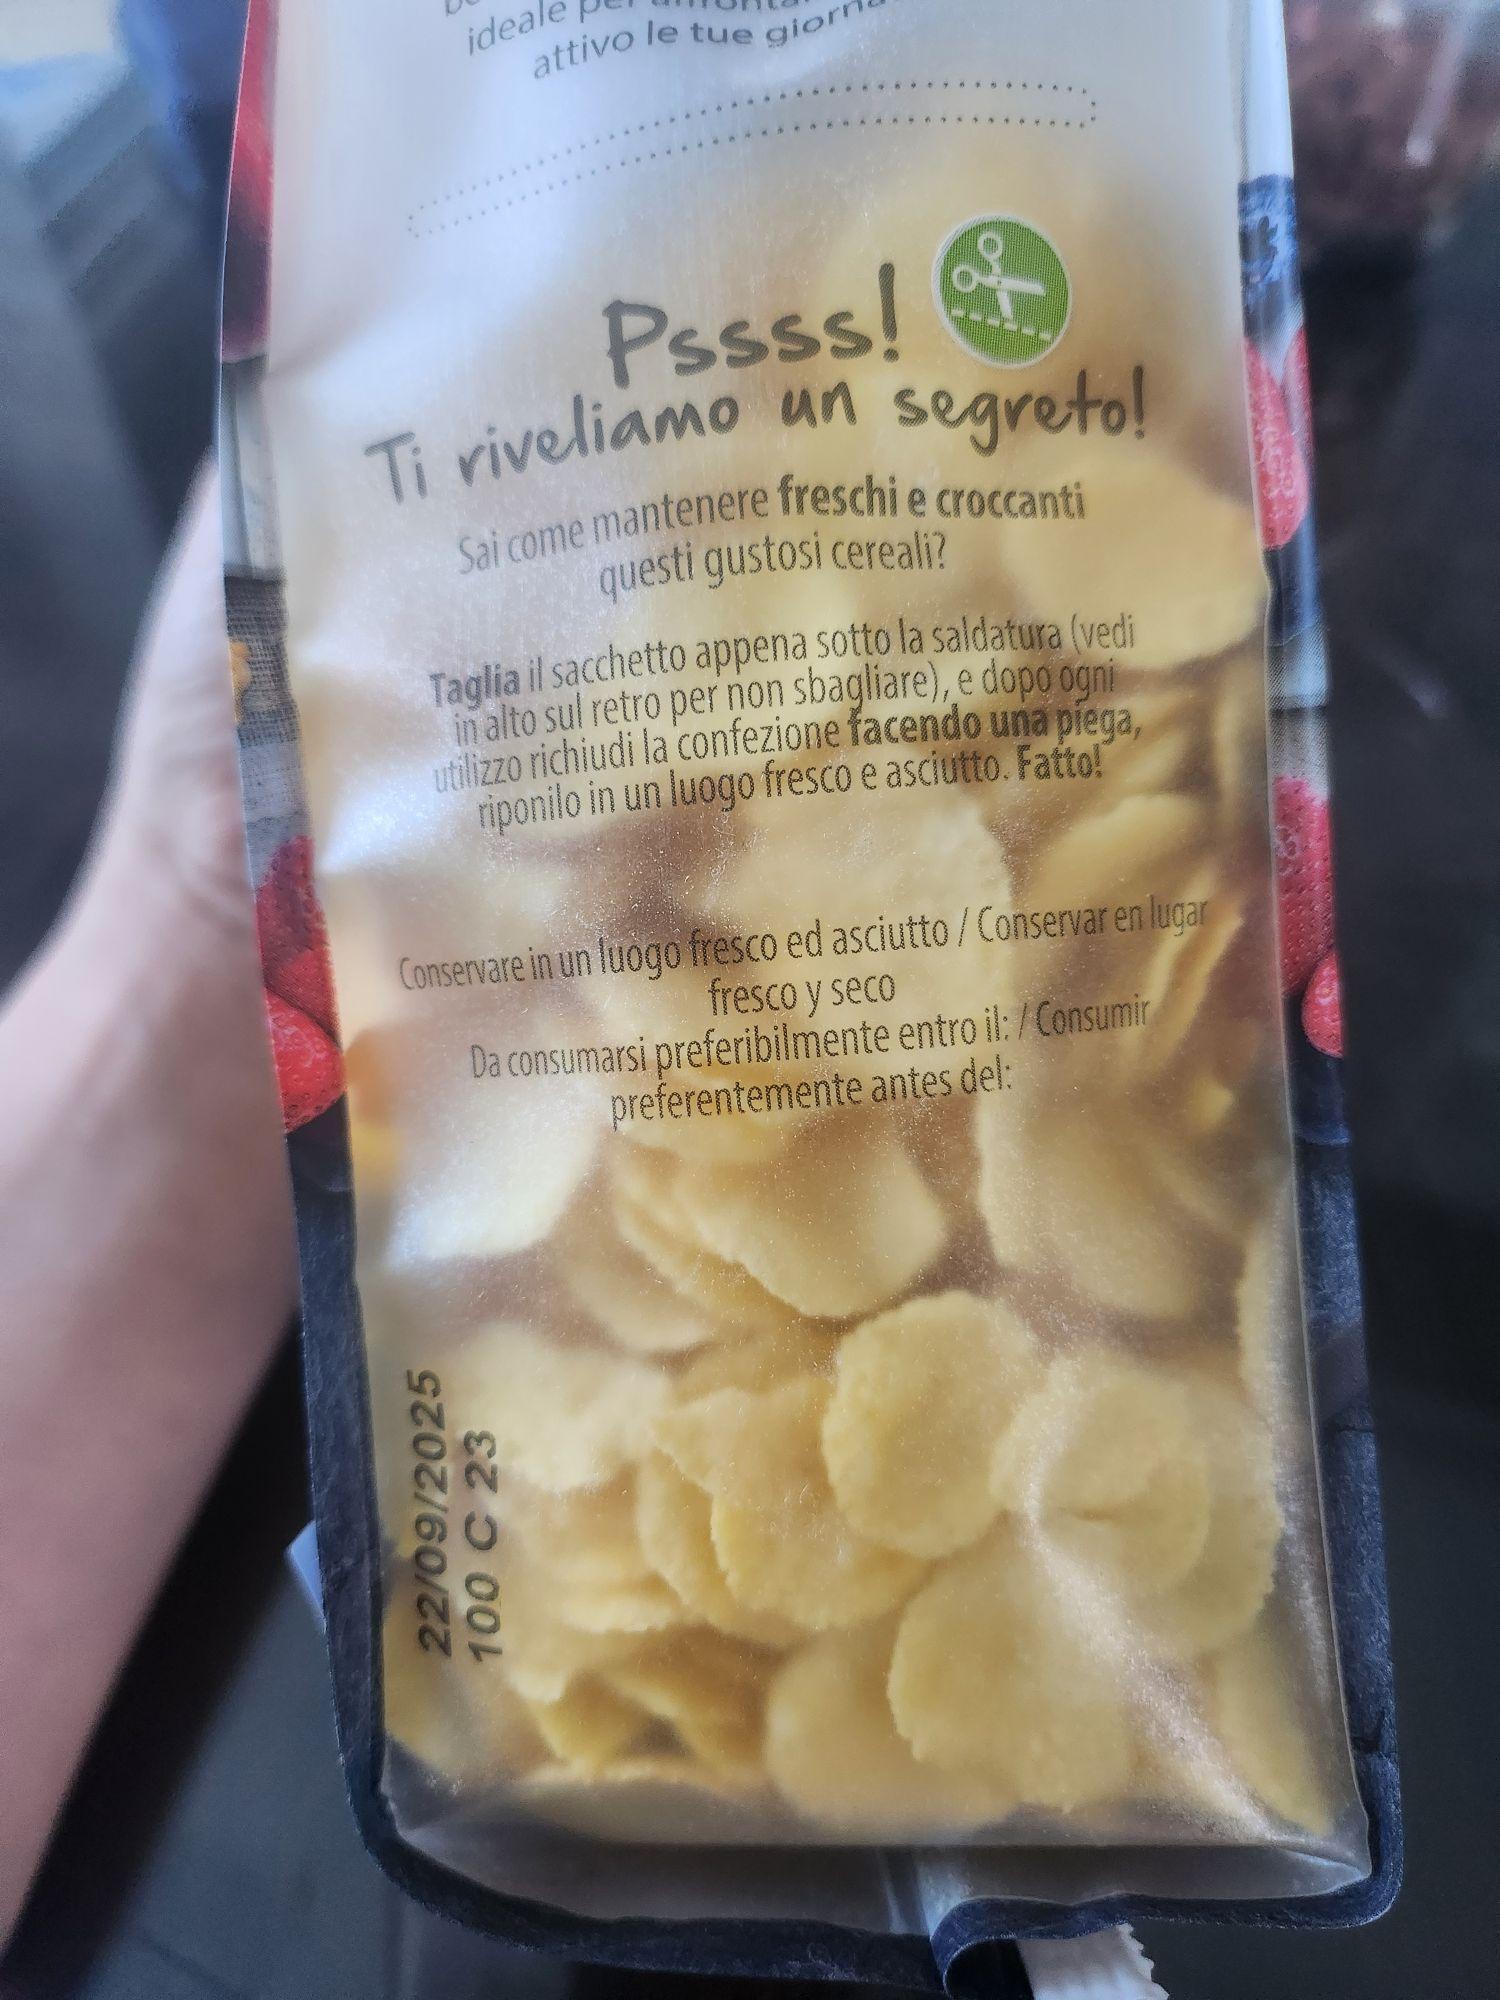 ideale per
attivo le tue
Pssss!
Ti riveliamo un segreto!
Sai come mantenere freschi e croccanti
questi gustosi cereali?
Taglia il sacchetto appena sotto la saldatura (vedi
in alto sul retro per non sbagliare), e dopo ogni
utilizzo richiudi la confezione facendo una piega,
riponilo in un luogo fresco e asciutto. Fatto!
Conservare in un luogo fresco ed asciutto / Conservar en lugar
fresco y seco
Da consumarsi preferibilmente entro il: / Consumir
preferentemente antes del:
22/09/2025
100 C 23